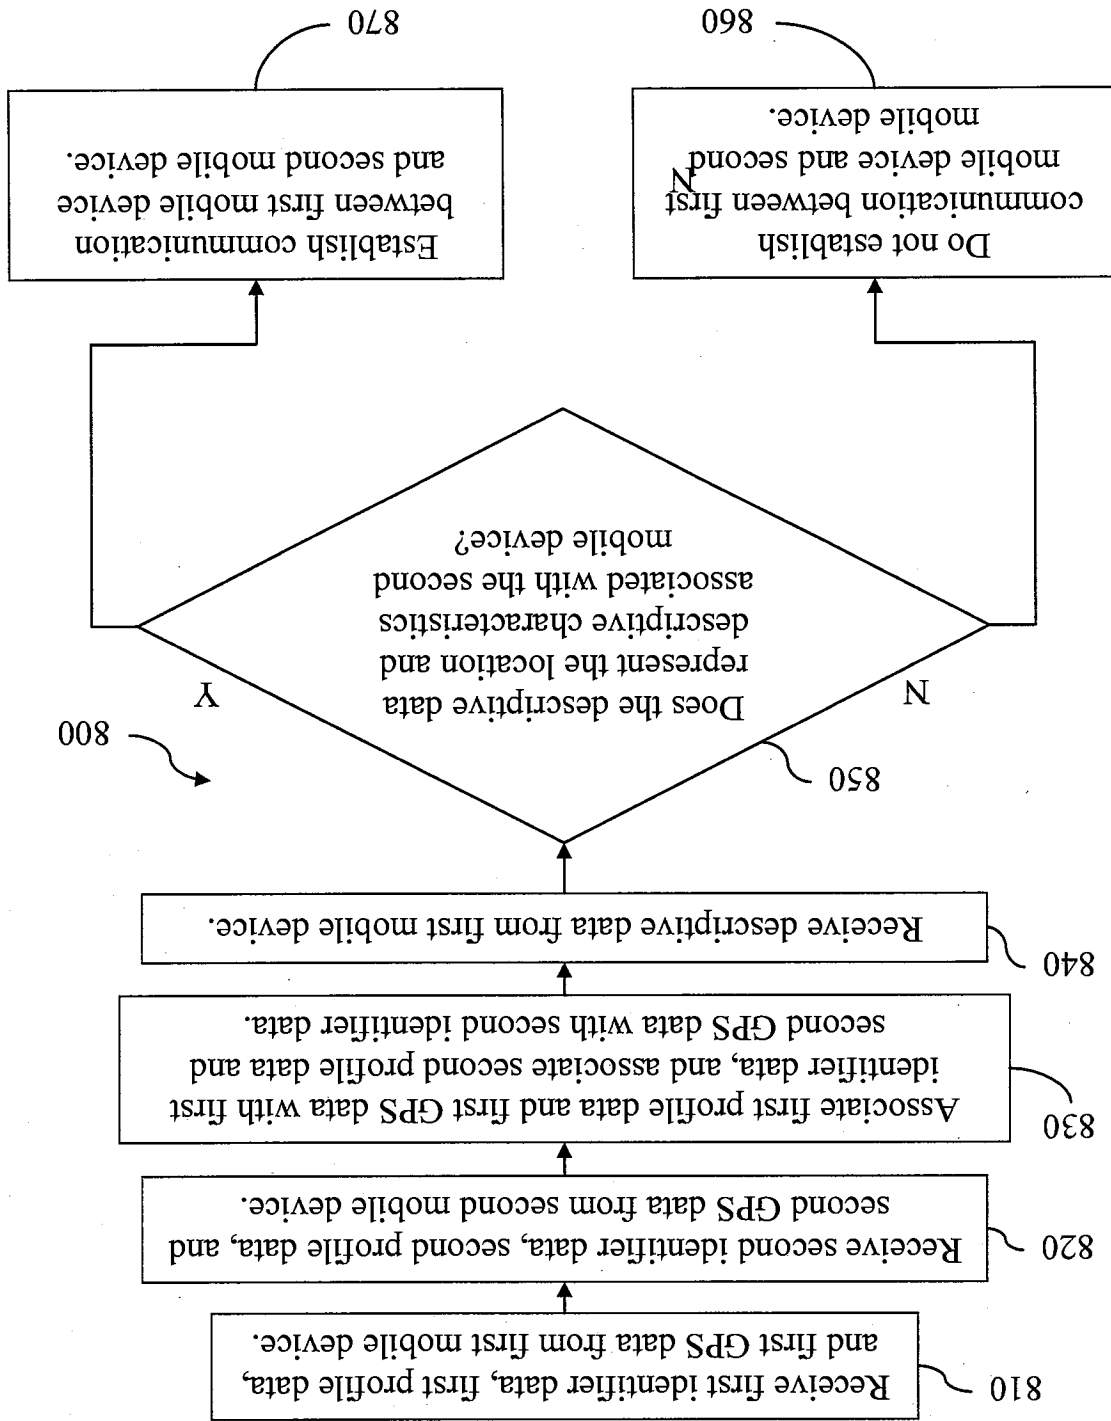 810
Receive first identifier data, first profile data,
and first GPS data from first mobile device.
820
Receive second identifier data, second profile data, and
second GPS data from second mobile device.
830
Associate first profile data and first GPS data with first
identifier data, and associate second profile data and
second GPS data with second identifier data.
840
Receive descriptive data from first mobile device.
850
800
Does the descriptive data
represent the location and
descriptive characteristics
associated with the second
mobile device?
N
Y
Do not establish
communication between first
mobile device and second
mobile device.
N
860
Establish communication
between first mobile device
and second mobile device.
870